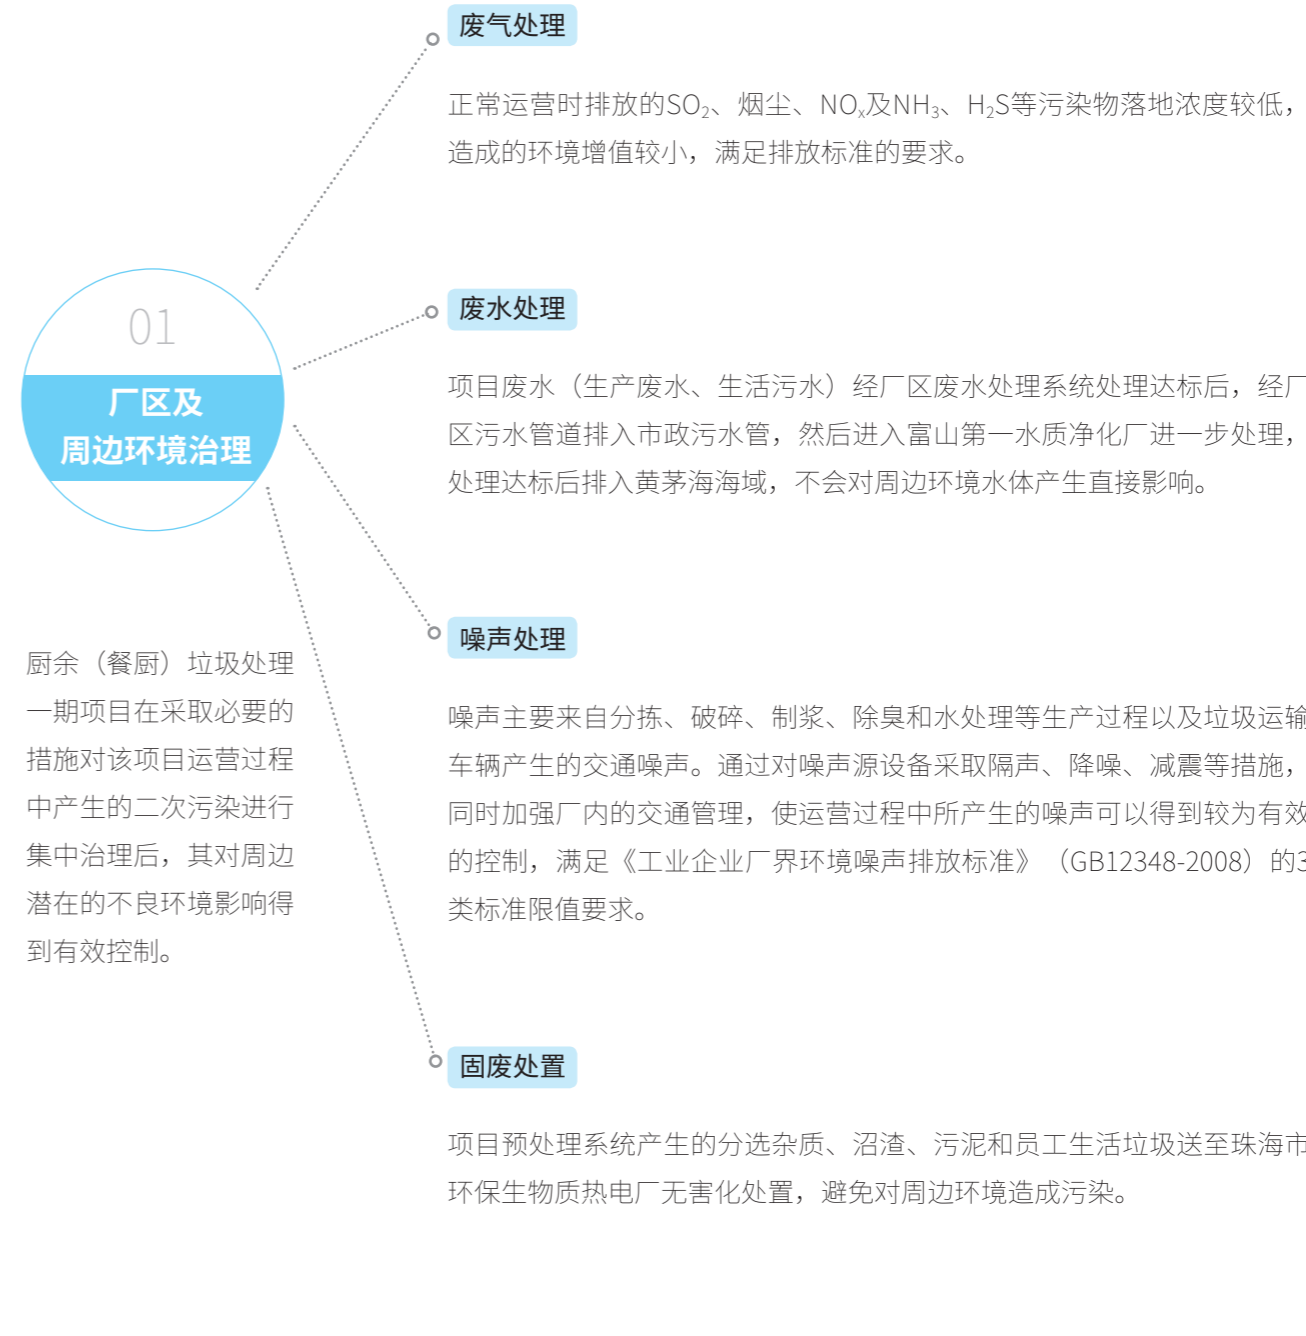 01
厂区及
周边环境治理
厨余（餐厨）垃圾处理
一期项目在采取必要的
措施对该项目运营过程
中产生的二次污染进行
集中治理后，其对周边
潜在的不良环境影响得
到有效控制。
废气处理
正常运营时排放的SO₂、烟尘、NOₓ及NH₃、H₂S等污染物落地浓度较低，
造成的环境增值较小，满足排放标准的要求。
废水处理
项目废水（生产废水、生活污水）经厂区废水处理系统处理达标后，经厂
区污水管道排入市政污水管，然后进入富山第一水质净化厂进一步处理，
处理达标后排入黄茅海海域，不会对周边环境水体产生直接影响。
噪声处理
噪声主要来自分拣、破碎、制浆、除臭和水处理等生产过程以及垃圾运输
车辆产生的交通噪声。通过对噪声源设备采取隔声、降噪、减震等措施，
同时加强厂内的交通管理，使运营过程中所产生的噪声可以得到较为有效
的控制，满足《工业企业厂界环境噪声排放标准》（GB12348-2008）的3
类标准限值要求。
固废处置
项目预处理系统产生的分选杂质、沼渣、污泥和员工生活垃圾送至珠海市
环保生物质热电厂无害化处置，避免对周边环境造成污染。